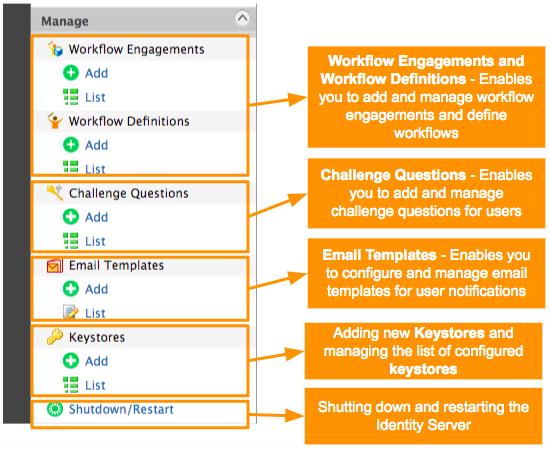 Manage
Workflow Engagements
Add
List
Workflow Definitions
Add
List
Challenge Questions
Add
List
Email Templates
Add
List
Keystores
Add
List
Shutdown/Restart
Workflow Engagements and
Workflow Definitions - Enables
you to add and manage workflow
engagements and define
workflows
Challenge Questions - Enables
you to add and manage
challenge questions for users
Email Templates - Enables you
to configure and manage email
templates for user notifications
Adding new Keystores and
managing the list of configured
keystores
Shutting down and restarting the
Identity Server